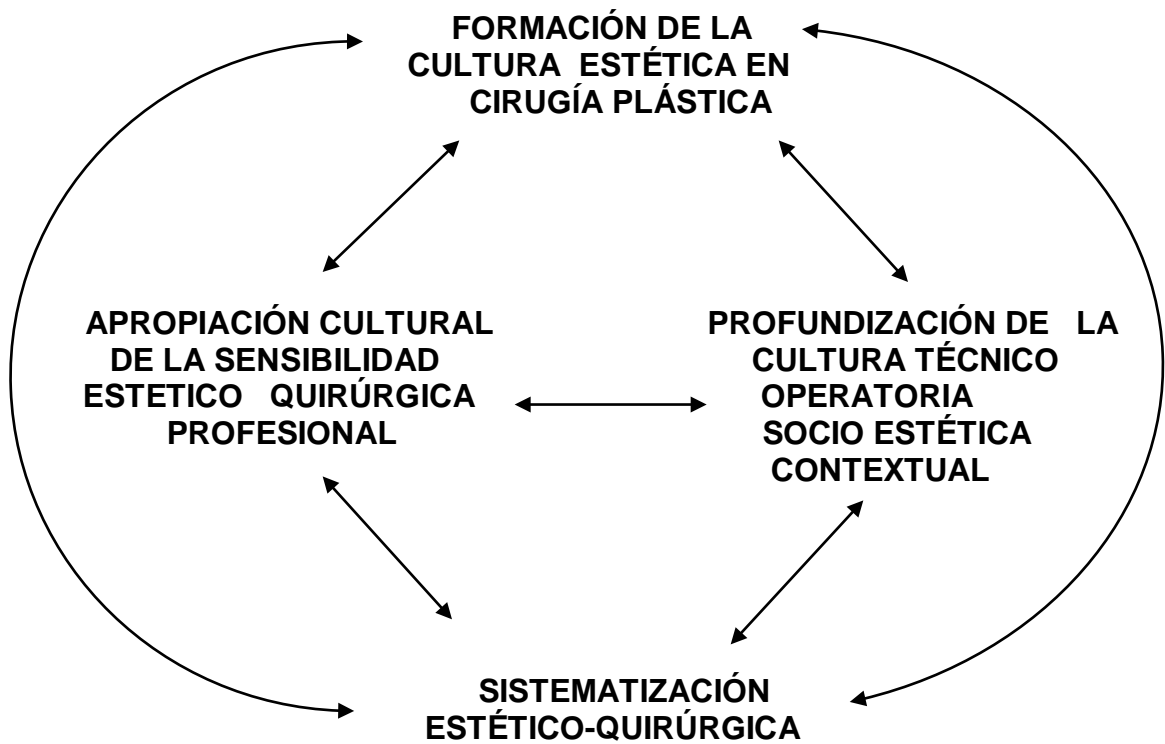 FORMACIÓN DE LA
CULTURA ESTÉTICA EN
CIRUGÍA PLÁSTICA
APROPIACIÓN CULTURAL
DE LA SENSIBILIDAD
ESTETICO QUIRÚRGICA
PROFESIONAL
PROFUNDIZACIÓN DE LA
CULTURA TÉCNICO
OPERATORIA
SOCIO ESTÉTICA
CONTEXTUAL
SISTEMATIZACIÓN
ESTÉTICO-QUIRÚRGICA